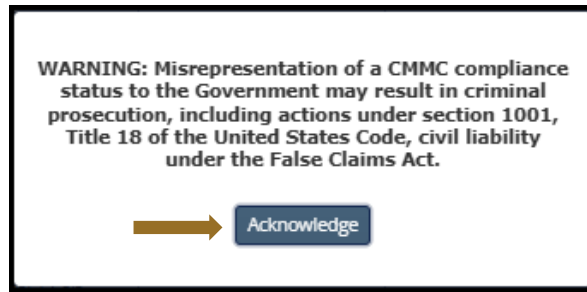 WARNING: Misrepresentation of a CMMC compliance
status to the Government may result in criminal
prosecution, including actions under section 1001,
Title 18 of the United States Code, civil liability
under the False Claims Act.
Acknowledge